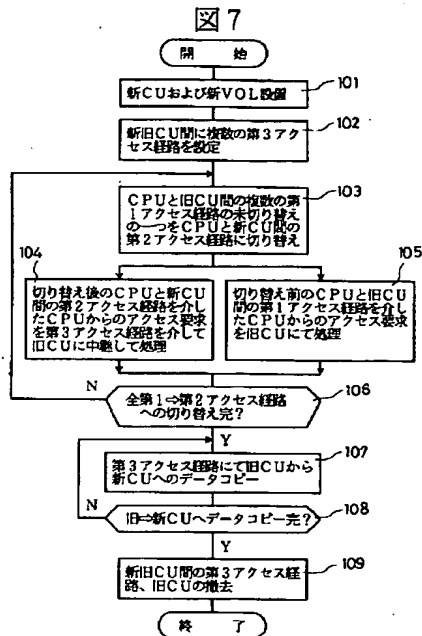 図７
開 始
新ＣＵおよび新ＶＯＬ設置
101
新旧ＣＵ間に複数の第３アク
セス経路を設定
102
ＣＰＵと旧ＣＵ間の複数の第
１アクセス経路の未切り替え
の一つをＣＰＵと新ＣＵ間の
第２アクセス経路に切り替え
103
104
切り替え後のＣＰＵと新ＣＵ
間の第２アクセス経路を介し
たＣＰＵからのアクセス要求
を第３アクセス経路を介して
旧ＣＵに中継して処理
105
切り替え前のＣＰＵと旧ＣＵ
間の第１アクセス経路を介し
たＣＰＵからのアクセス要求
を旧ＣＵにて処理
N
全第１⇒第２アクセス経路
への切り替え完？
106
Y
107
第３アクセス経路にて旧ＣＵから
新ＣＵへのデータコピー
N
旧⇒新ＣＵへデータコピー完？
108
Y
109
新旧ＣＵ間の第３アクセス経
路、旧ＣＵの撤去
終 了